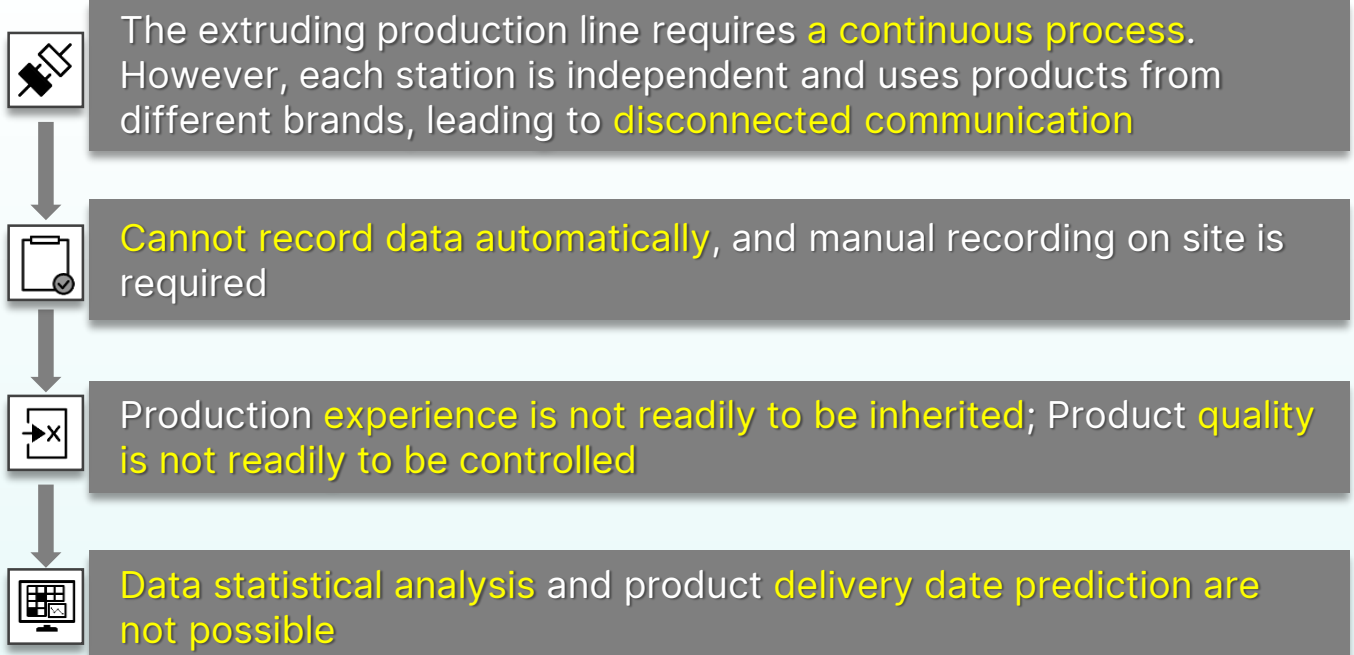 The extruding production line requires a continuous process.
However, each station is independent and uses products from
different brands, leading to disconnected communication
Cannot record data automatically, and manual recording on site is
required
Production experience is not readily to be inherited; Product quality
is not readily to be controlled
Data statistical analysis and product delivery date prediction are
not possible